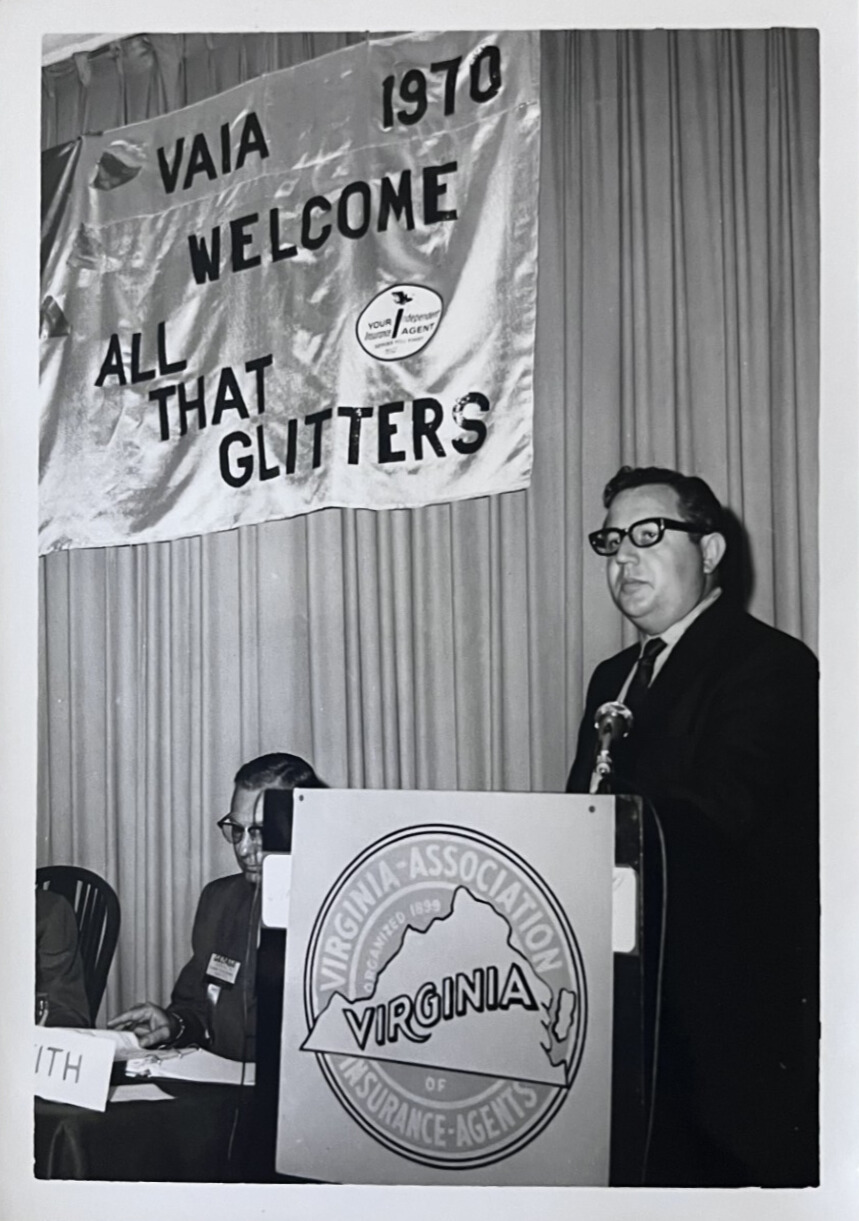 VAIA 1970
WELCOME
ALL
THAT
GLITTERS
YOUR Independent
Insurance AGENT
VIRGINIA-ASSOCIATION
ORGANIZED 1899
VIRGINIA
OF
INSURANCE-AGENTS
ITH